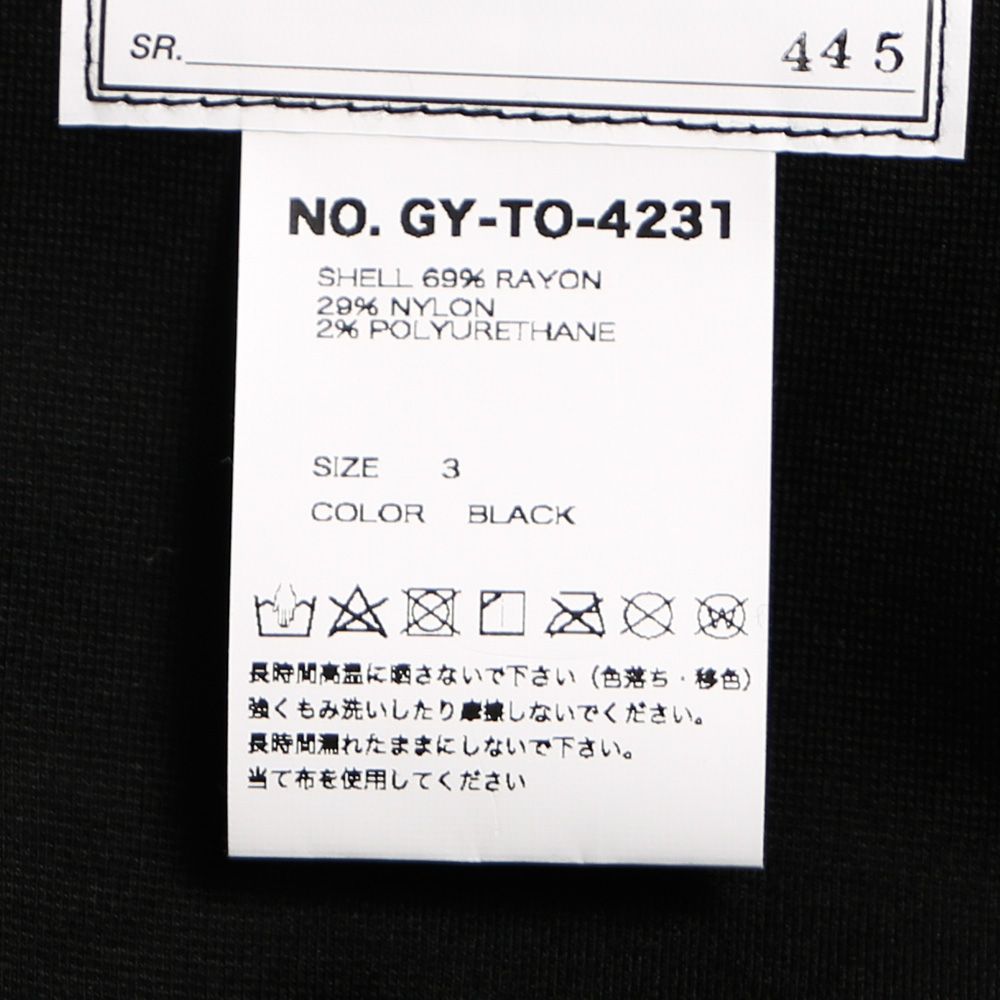 SR. 445
NO. GY-TO-4231
SHELL 69% RAYON
29% NYLON
2% POLYURETHANE
SIZE 3
COLOR BLACK
長時間高温に晒さないで下さい（色落ち・移色）
強くもみ洗いしたり摩擦しないでください。
長時間濡れたままにしないで下さい。
当て布を使用してください